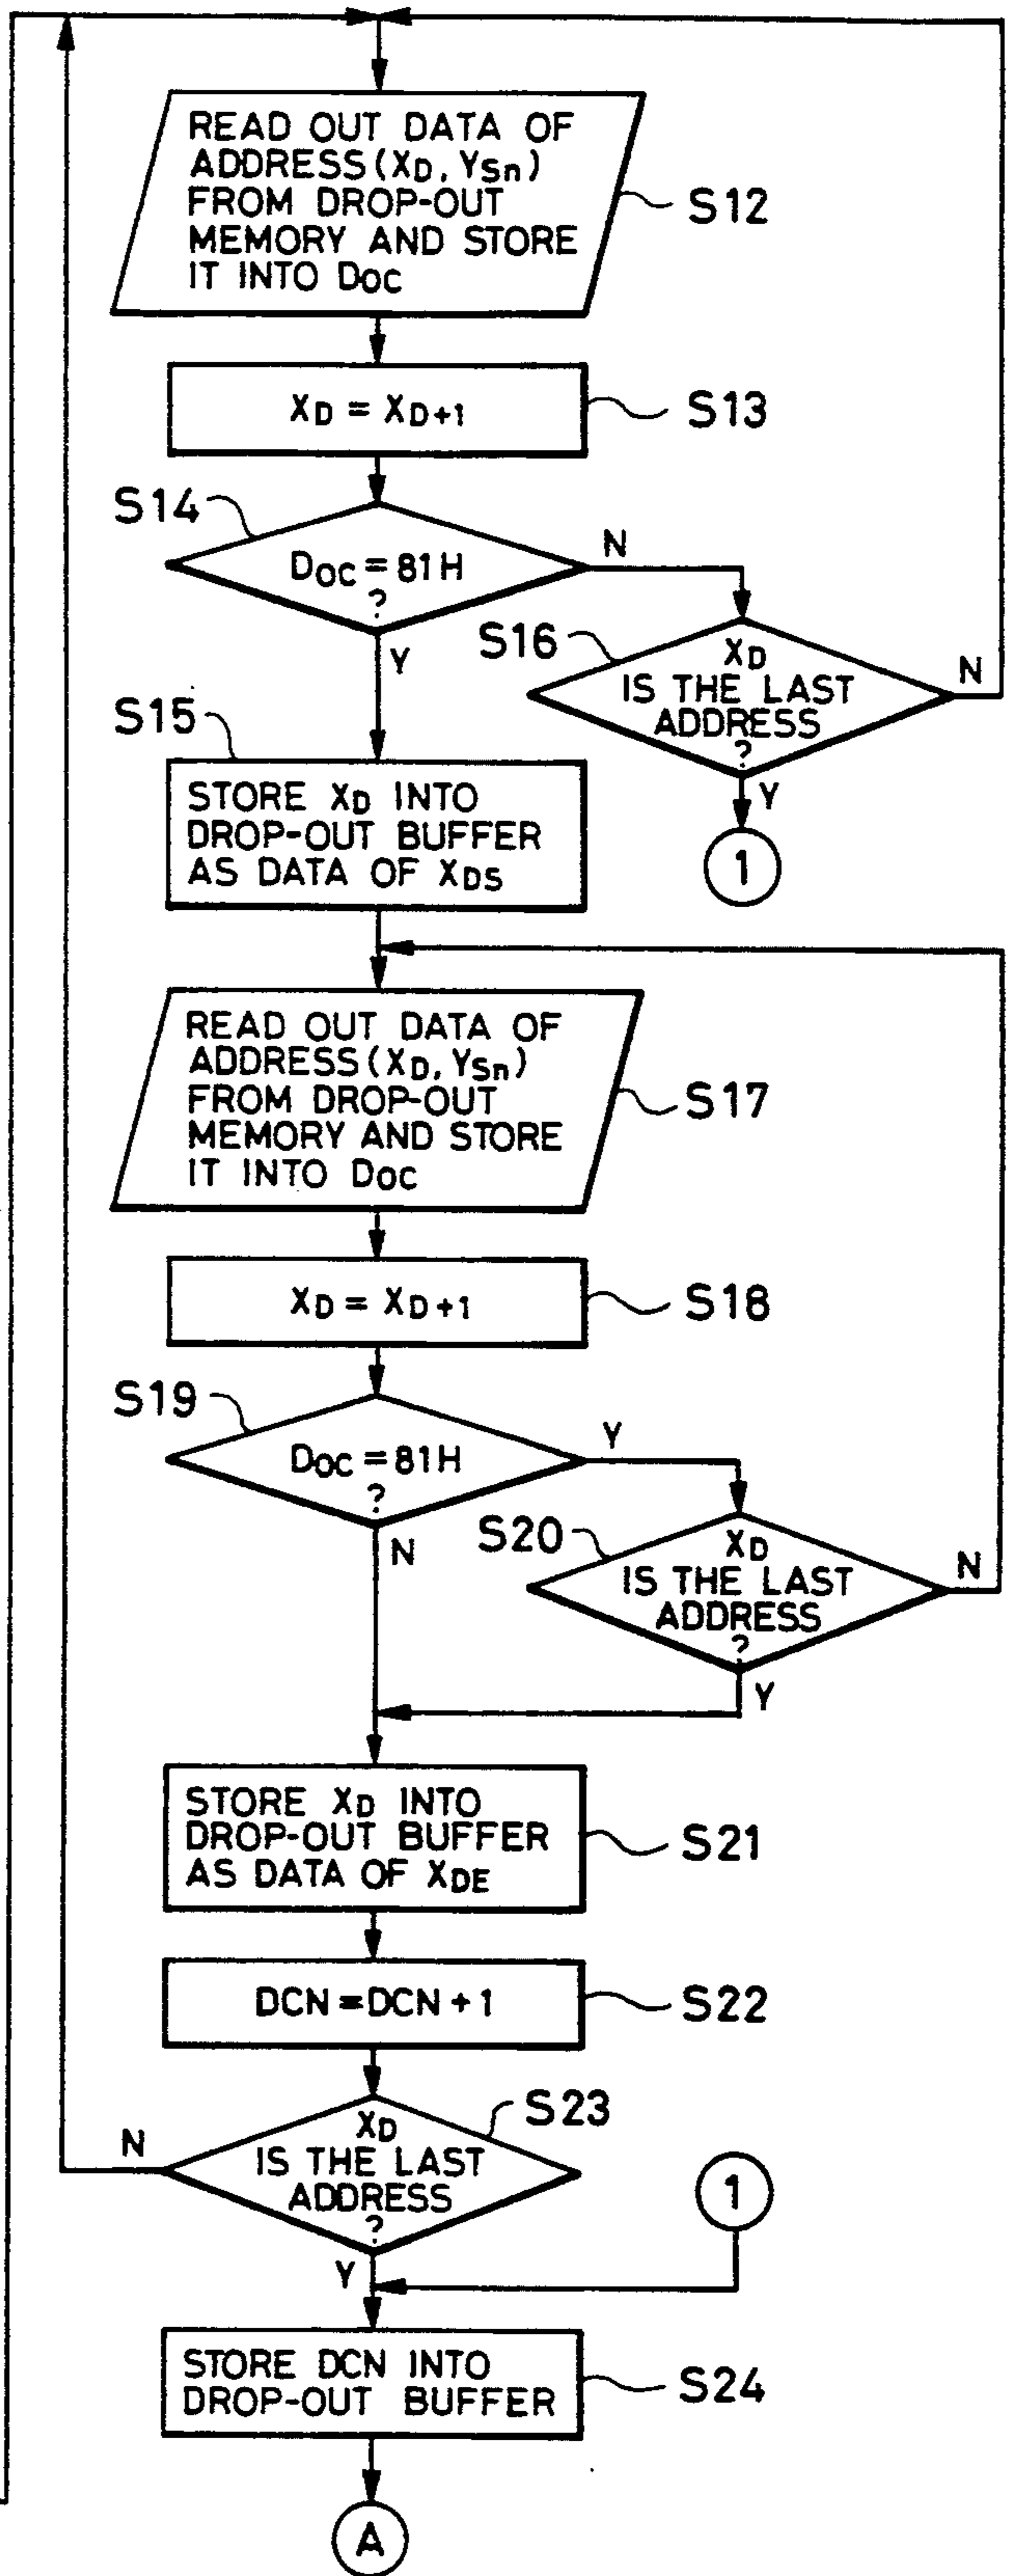 READ OUT DATA OF
ADDRESS (XD, YSn)
FROM DROP-OUT
MEMORY AND STORE
IT INTO DOC
S12
XD = XD+1
S13
S14
DOC = 81H
?
N
Y
S16
XD
IS THE LAST
ADDRESS
?
N
Y
1
S15
STORE XD INTO
DROP-OUT BUFFER
AS DATA OF XDS
READ OUT DATA OF
ADDRESS (XD, YSn)
FROM DROP-OUT
MEMORY AND STORE
IT INTO DOC
S17
XD = XD+1
S18
S19
DOC = 81H
?
Y
N
S20
XD
IS THE LAST
ADDRESS
?
N
Y
STORE XD INTO
DROP-OUT BUFFER
AS DATA OF XDE
S21
DCN = DCN + 1
S22
S23
XD
IS THE LAST
ADDRESS
?
N
Y
1
STORE DCN INTO
DROP-OUT BUFFER
S24
A